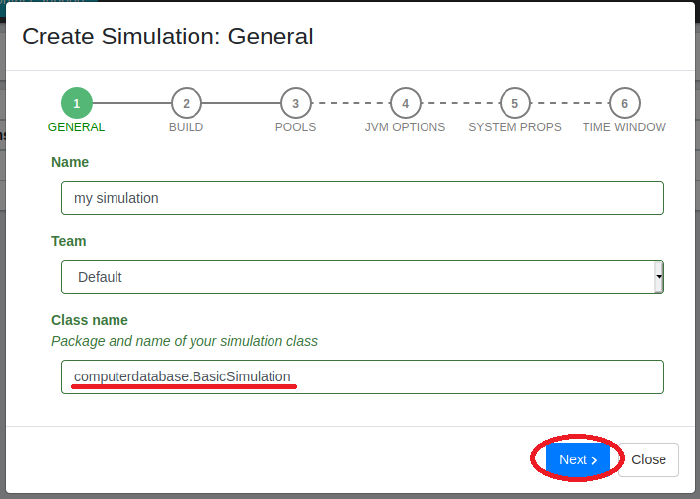 Create Simulation: General
1 2 3 4 5 6
GENERAL BUILD POOLS JVM OPTIONS SYSTEM PROPS TIME WINDOW
Name
my simulation
Team
Default
Class name
Package and name of your simulation class
computerdatabase.BasicSimulation
Next › Close